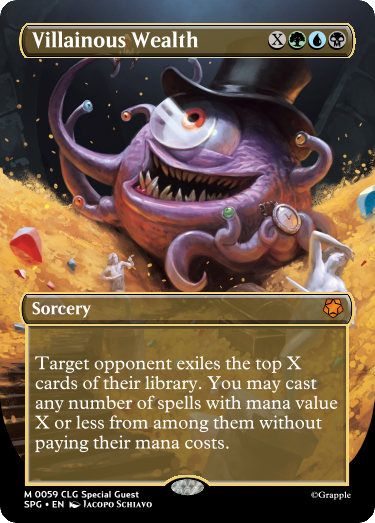 Villainous Wealth X
Sorcery
Target opponent exiles the top X
cards of their library. You may cast
any number of spells with mana value
X or less from among them without
paying their mana costs.
M 0059 CLG Special Guest
SPG • EN Jacopo Schiavo
©Grapple